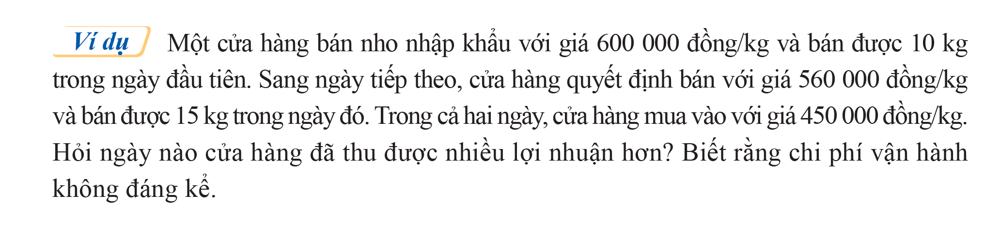 Ví dụ Một cửa hàng bán nho nhập khẩu với giá 600 000 đồng/kg và bán được 10 kg
trong ngày đầu tiên. Sang ngày tiếp theo, cửa hàng quyết định bán với giá 560 000 đồng/kg
và bán được 15 kg trong ngày đó. Trong cả hai ngày, cửa hàng mua vào với giá 450 000 đồng/kg.
Hỏi ngày nào cửa hàng đã thu được nhiều lợi nhuận hơn? Biết rằng chi phí vận hành
không đáng kể.